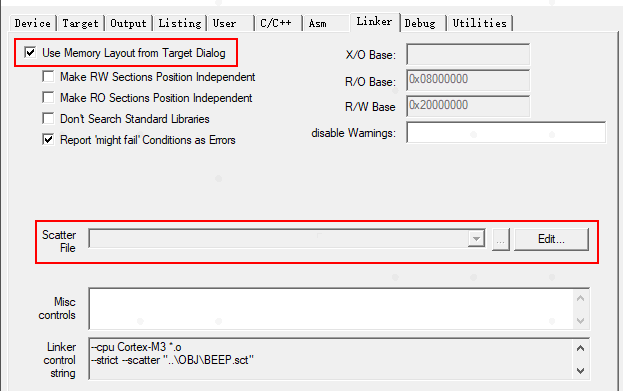 Device Target Output Listing User C/C++ Asm Linker Debug Utilities
Use Memory Layout from Target Dialog
X/O Base:
Make RW Sections Position Independent
R/O Base: 0x08000000
Make RO Sections Position Independent
R/W Base 0x20000000
Don't Search Standard Libraries
disable Warnings:
Report 'might fail' Conditions as Errors
Scatter
File
... Edit...
Misc
controls
Linker
control
string
--cpu Cortex-M3 *.o
--strict --scatter "..\OBJ\BEEP.sct"